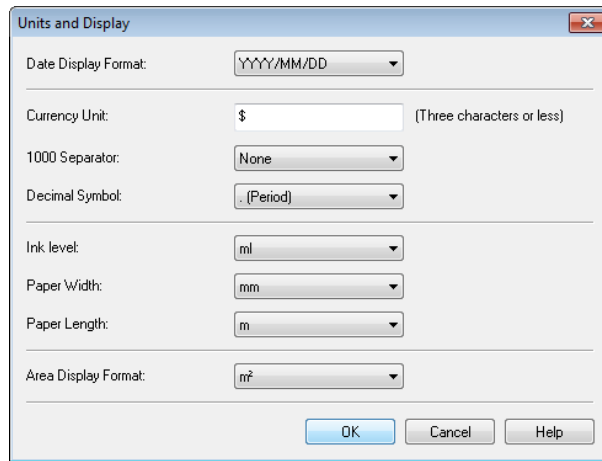 Units and Display
Date Display Format: YYYY/MM/DD
Currency Unit: $ (Three characters or less)
1000 Separator: None
Decimal Symbol: . (Period)
Ink level: ml
Paper Width: mm
Paper Length: m
Area Display Format: m²
OK Cancel Help